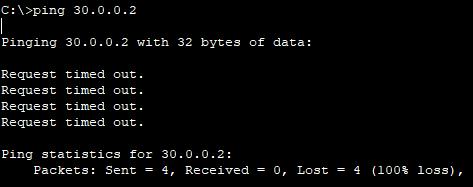 C:\>ping 30.0.0.2
Pinging 30.0.0.2 with 32 bytes of data:
Request timed out.
Request timed out.
Request timed out.
Request timed out.
Ping statistics for 30.0.0.2:
    Packets: Sent = 4, Received = 0, Lost = 4 (100% loss),